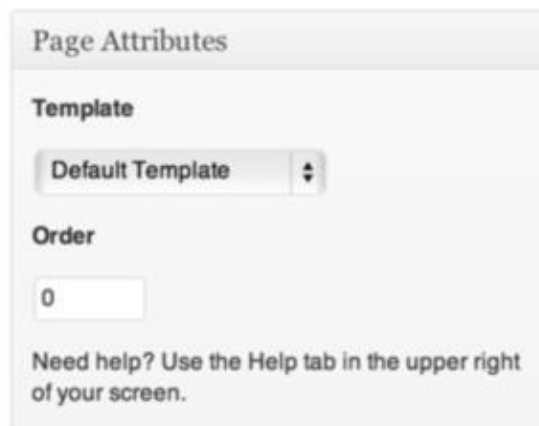 Page Attributes
Template
Default Template
Order
0
Need help? Use the Help tab in the upper right
of your screen.